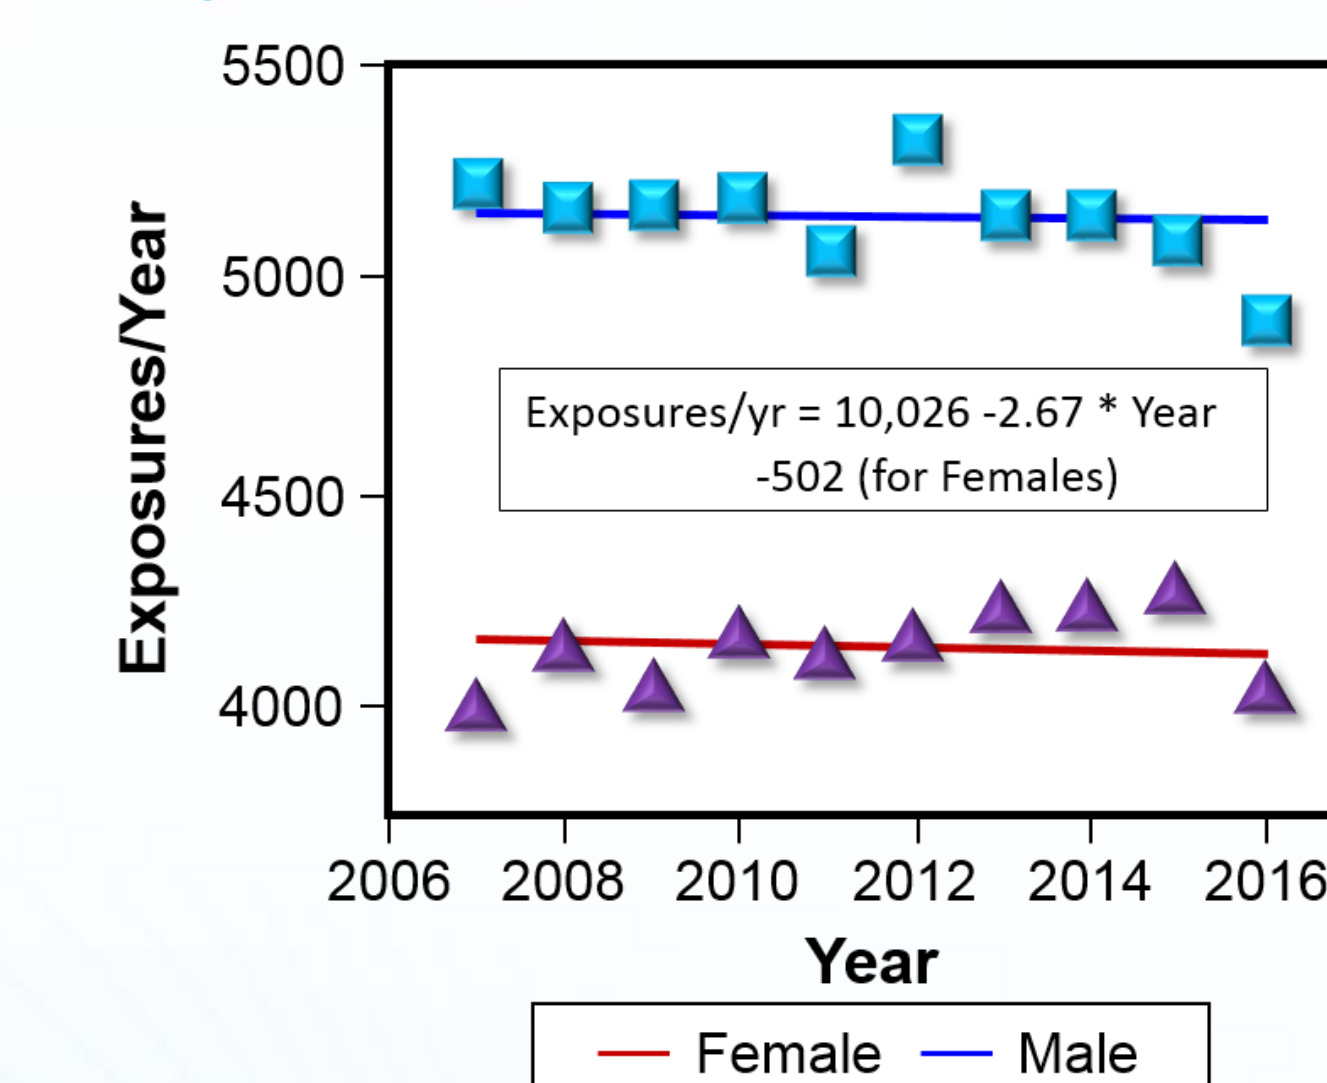 5500
5000
4500
4000
Exposures/Year
Exposures/yr = 10,026 -2.67 * Year
-502 (for Females)
2006 2008 2010 2012 2014 2016
Year
Female Male